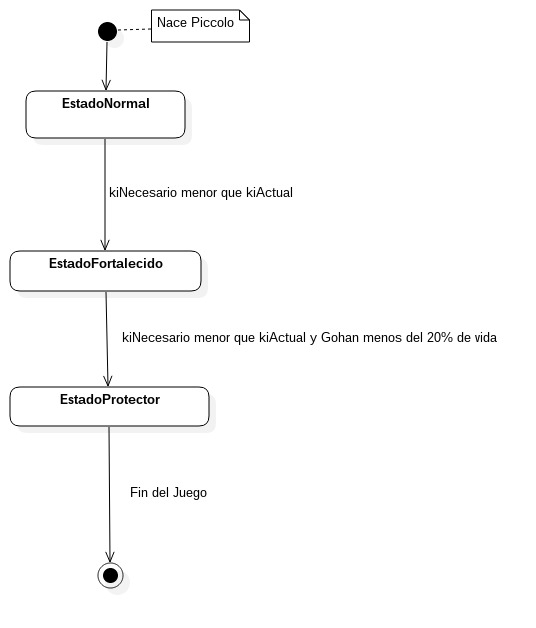 Nace Piccolo
EstadoNormal
kiNecesario menor que kiActual
EstadoFortalecido
kiNecesario menor que kiActual y Gohan menos del 20% de vida
EstadoProtector
Fin del Juego